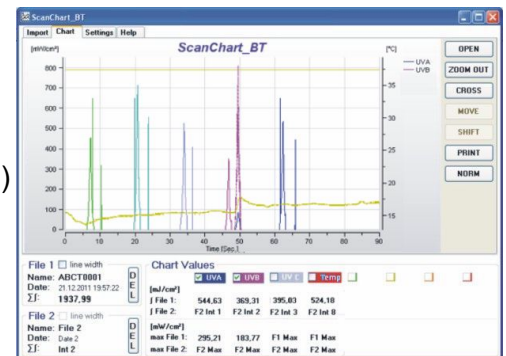 ScanChart_BT
Import Chart Settings Help
[mW/cm²] ScanChart_BT [°C]
UVA
UVB
800
700
600
500
400
300
200
100
0
35
30
25
20
15
0 10 20 30 40 50 60 70 80 90
Time [Sec.]
OPEN
ZOOM OUT
CROSS
MOVE
SHIFT
PRINT
NORM
)
File 1 line width
Name: ABCT0001
Date: 21.12.2011 19:57:22
Σ∫: 1937,99
DEL
File 2 line width
Name: File 2
Date: Date 2
Σ∫: Int 2
DEL
Chart Values
UVA UVB UV C Temp
[mJ/cm²]
∫ File 1: 544,63 369,31 395,03 524,18
∫ File 2: F2 Int 1 F2 Int 2 F2 Int 3 F2 Int 8
[mW/cm²]
max File 1: 295,21 183,77 F1 Max F1 Max
max File 2: F2 Max F2 Max F2 Max F2 Max